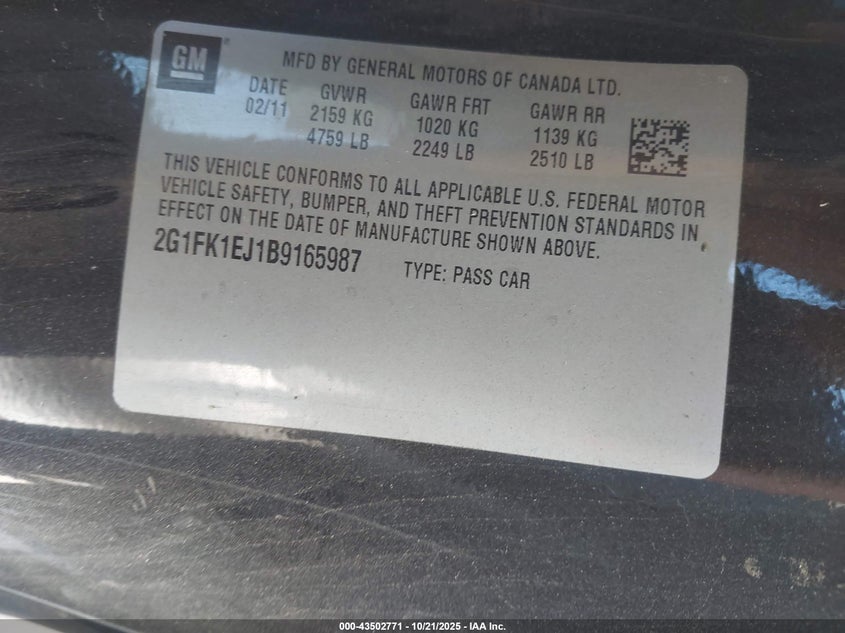 GM ®
MFD BY GENERAL MOTORS OF CANADA LTD.
DATE GVWR GAWR FRT GAWR RR
02/11 2159 KG 1020 KG 1139 KG
4759 LB 2249 LB 2510 LB
THIS VEHICLE CONFORMS TO ALL APPLICABLE U.S. FEDERAL MOTOR
VEHICLE SAFETY, BUMPER, AND THEFT PREVENTION STANDARDS IN
EFFECT ON THE DATE OF MANUFACTURE SHOWN ABOVE.
2G1FK1EJ1B9165987 TYPE: PASS CAR
000-43502771 - 10/21/2025 - IAA Inc.